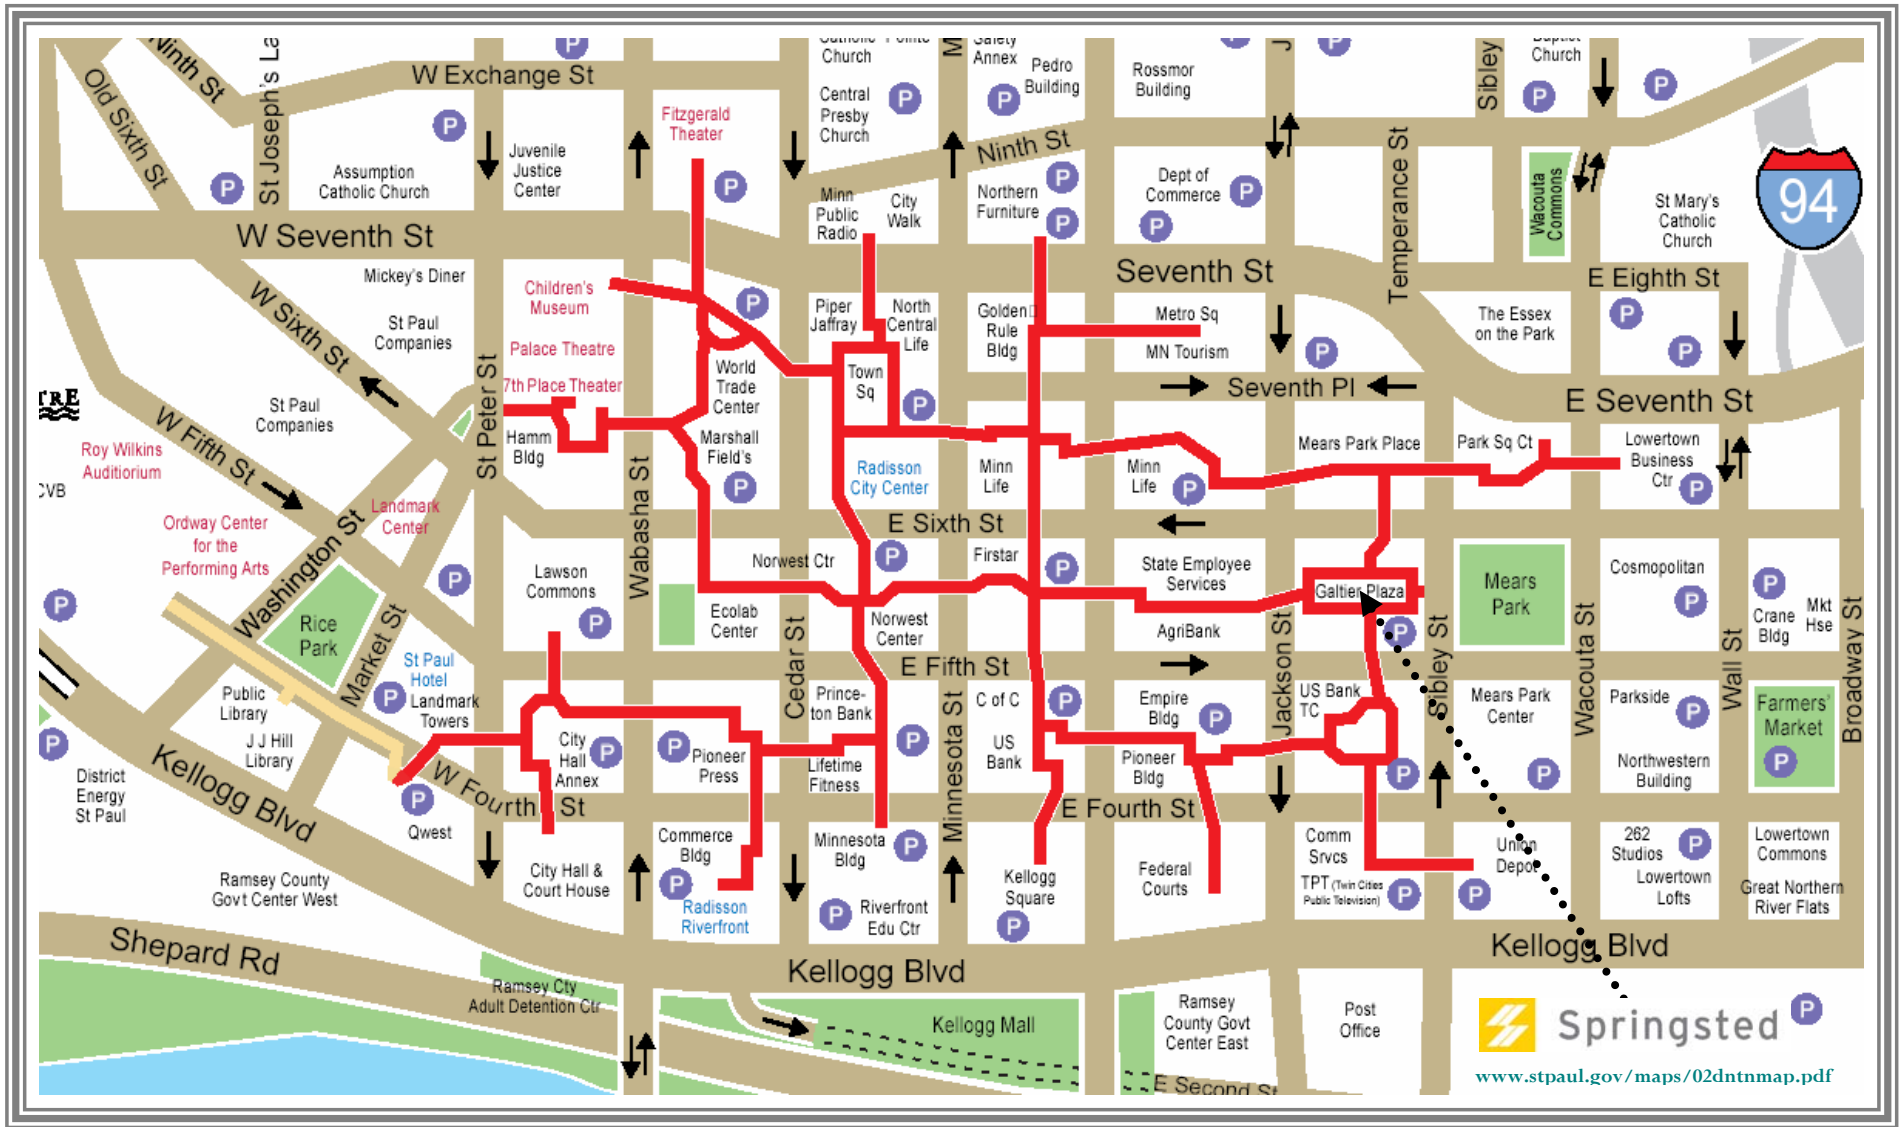 Ninth St
Old Sixth St
St Joseph's La
W Exchange St
Catholic
Church
Pointe
M
Safety
Annex
Pedro
Building
Rossmor
Building
J
Sibley
Baptist
Church
P
P
P
P
P
P
P
P
Central
Presby
Church
Fitzgerald
Theater
Assumption
Catholic Church
Juvenile
Justice
Center
Ninth St
Temperance St
Wacouta
Commons
94
P
P
P
P
P
P
Minn
Public
Radio
City
Walk
Northern
Furniture
Dept of
Commerce
St Mary's
Catholic
Church
W Seventh St
Seventh St
E Eighth St
Mickey's Diner
W Sixth St
St Paul
Companies
Children's
Museum
P
Piper
Jaffray
North
Central
Life
Golden
Rule
Bldg
Metro Sq
MN Tourism
P
The Essex
on the Park
P
P
Palace Theatre
7th Place Theater
World
Trade
Center
Town
Sq
P
Seventh Pl
E Seventh St
TRE
CVB
St Paul
Companies
W Fifth St
St Peter St
Roy Wilkins
Auditorium
Hamm
Bldg
Marshall
Field's
P
Radisson
City Center
Minn
Life
Minn
Life
P
Mears Park Place
Park Sq Ct
Lowertown
Business
Ctr
P
Ordway Center
for the
Performing Arts
Landmark
Center
Washington St
Wabasha St
E Sixth St
P
P
Lawson
Commons
P
Norwest Ctr
P
Firstar
P
State Employee
Services
Galtier Plaza
Mears
Park
Cosmopolitan
P
P
Crane
Bldg
Mkt
Hse
Broadway St
Rice
Park
Market St
Ecolab
Center
Cedar St
Norwest
Center
AgriBank
Jackson St
P
Sibley St
Wacouta St
Wall St
E Fifth St
St Paul
Hotel
P
Landmark
Towers
Public
Library
J J Hill
Library
Prince-
ton Bank
Minnesota St
C of C
P
US
Bank
Empire
Bldg
P
Pioneer
Bldg
US Bank
TC
P
Mears Park
Center
P
Parkside
P
Northwestern
Building
Farmers'
Market
P
P
District
Energy
St Paul
Kellogg Blvd
W Fourth St
P
Qwest
City
Hall
Annex
P
P
Pioneer
Press
Lifetime
Fitness
P
E Fourth St
Ramsey County
Govt Center West
City Hall &
Court House
Commerce
Bldg
P
Radisson
Riverfront
Minnesota
Bldg
P
P
Riverfront
Edu Ctr
Kellogg
Square
P
Federal
Courts
Comm
Srvcs
TPT (Twin Cities
Public Television)
P
Union
Depot
P
262
Studios
P
Lowertown
Lofts
Lowertown
Commons
Great Northern
River Flats
Shepard Rd
Kellogg Blvd
Kellogg Blvd
Ramsey Cty
Adult Detention Ctr
Kellogg Mall
Ramsey
County Govt
Center East
Post
Office
E Second St
P
Springsted
www.stpaul.gov/maps/02dntnmap.pdf